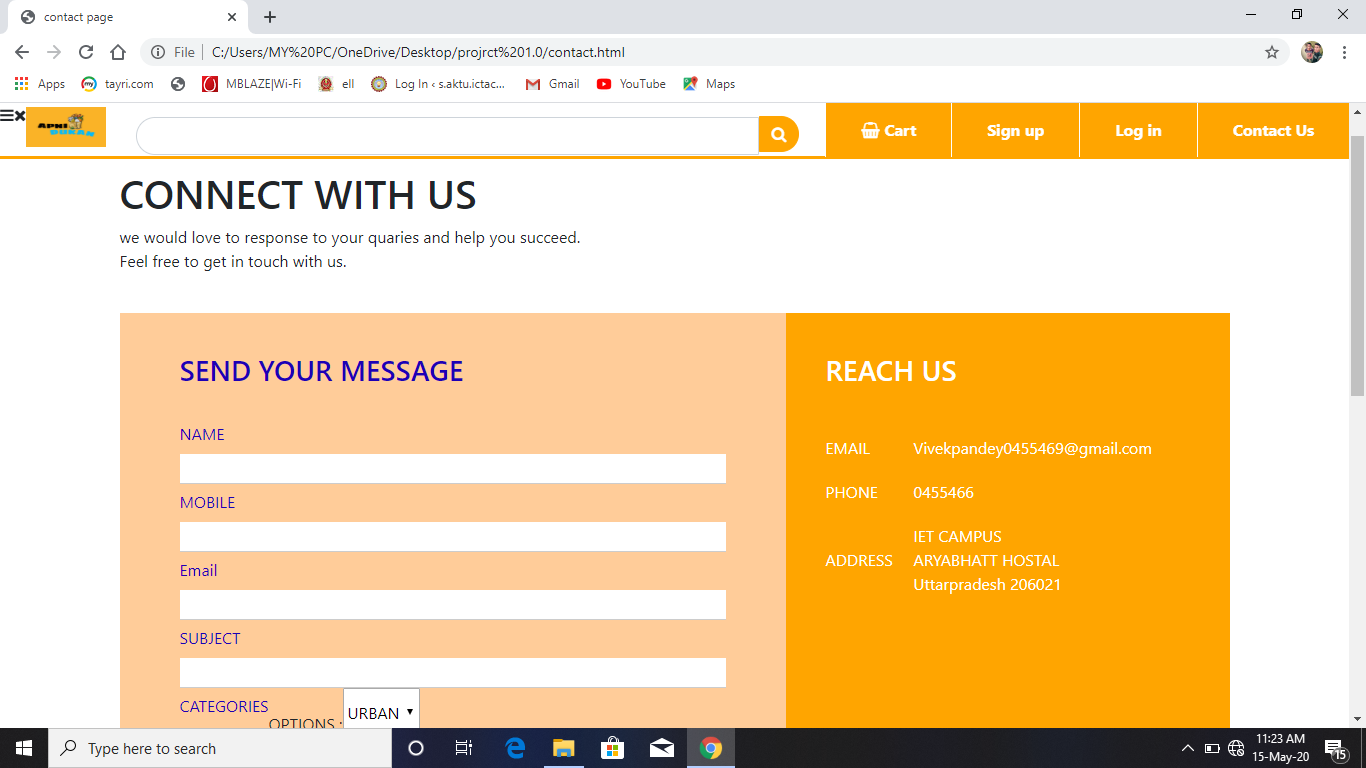 contact page
File
C:/Users/MY%20PC/OneDrive/Desktop/projrct%201.0/contact.html
Apps
tayri.com
MBLAZE|Wi-Fi
ell
Log In ‹ s.aktu.ictac...
Gmail
YouTube
Maps
APNI DUKAN
Cart
Sign up
Log in
Contact Us
CONNECT WITH US
we would love to response to your quaries and help you succeed.
Feel free to get in touch with us.
SEND YOUR MESSAGE
NAME
MOBILE
Email
SUBJECT
CATEGORIES
OPTIONS :
URBAN
REACH US
EMAIL Vivekpandey0455469@gmail.com
PHONE 0455466
ADDRESS
IET CAMPUS
ARYABHATT HOSTAL
Uttarpradesh 206021
Type here to search
11:23 AM
15-May-20
15